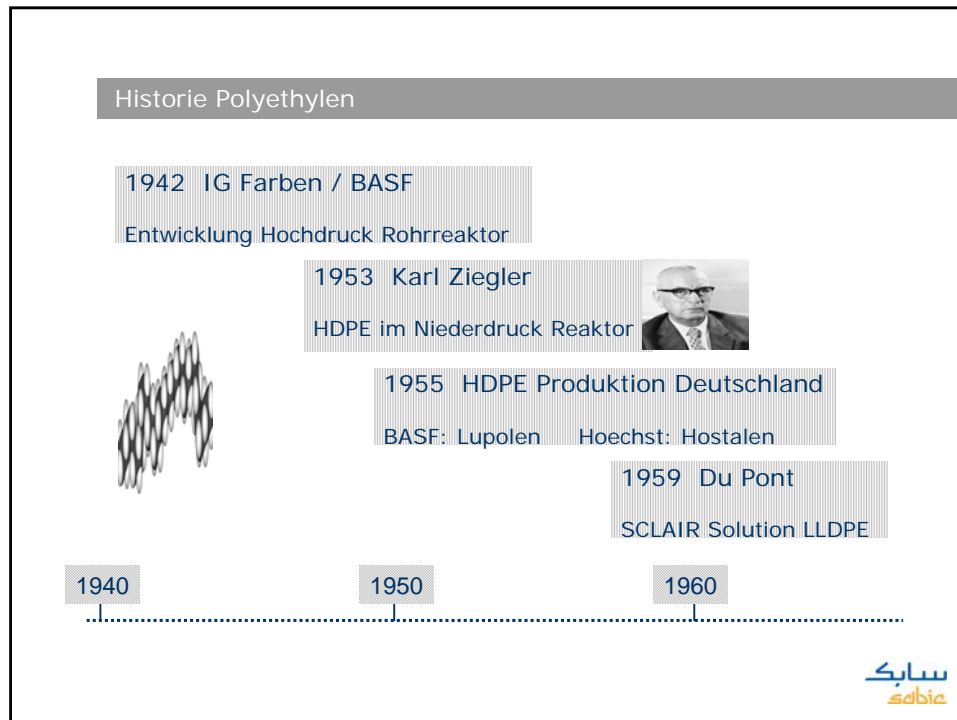 Historie Polyethylen
1942 IG Farben / BASF
Entwicklung Hochdruck Rohrreaktor
1953 Karl Ziegler
HDPE im Niederdruck Reaktor
1955 HDPE Produktion Deutschland
BASF: Lupolen Hoechst: Hostalen
1959 Du Pont
SCLAIR Solution LLDPE
1940 1950 1960
سابك
sabic